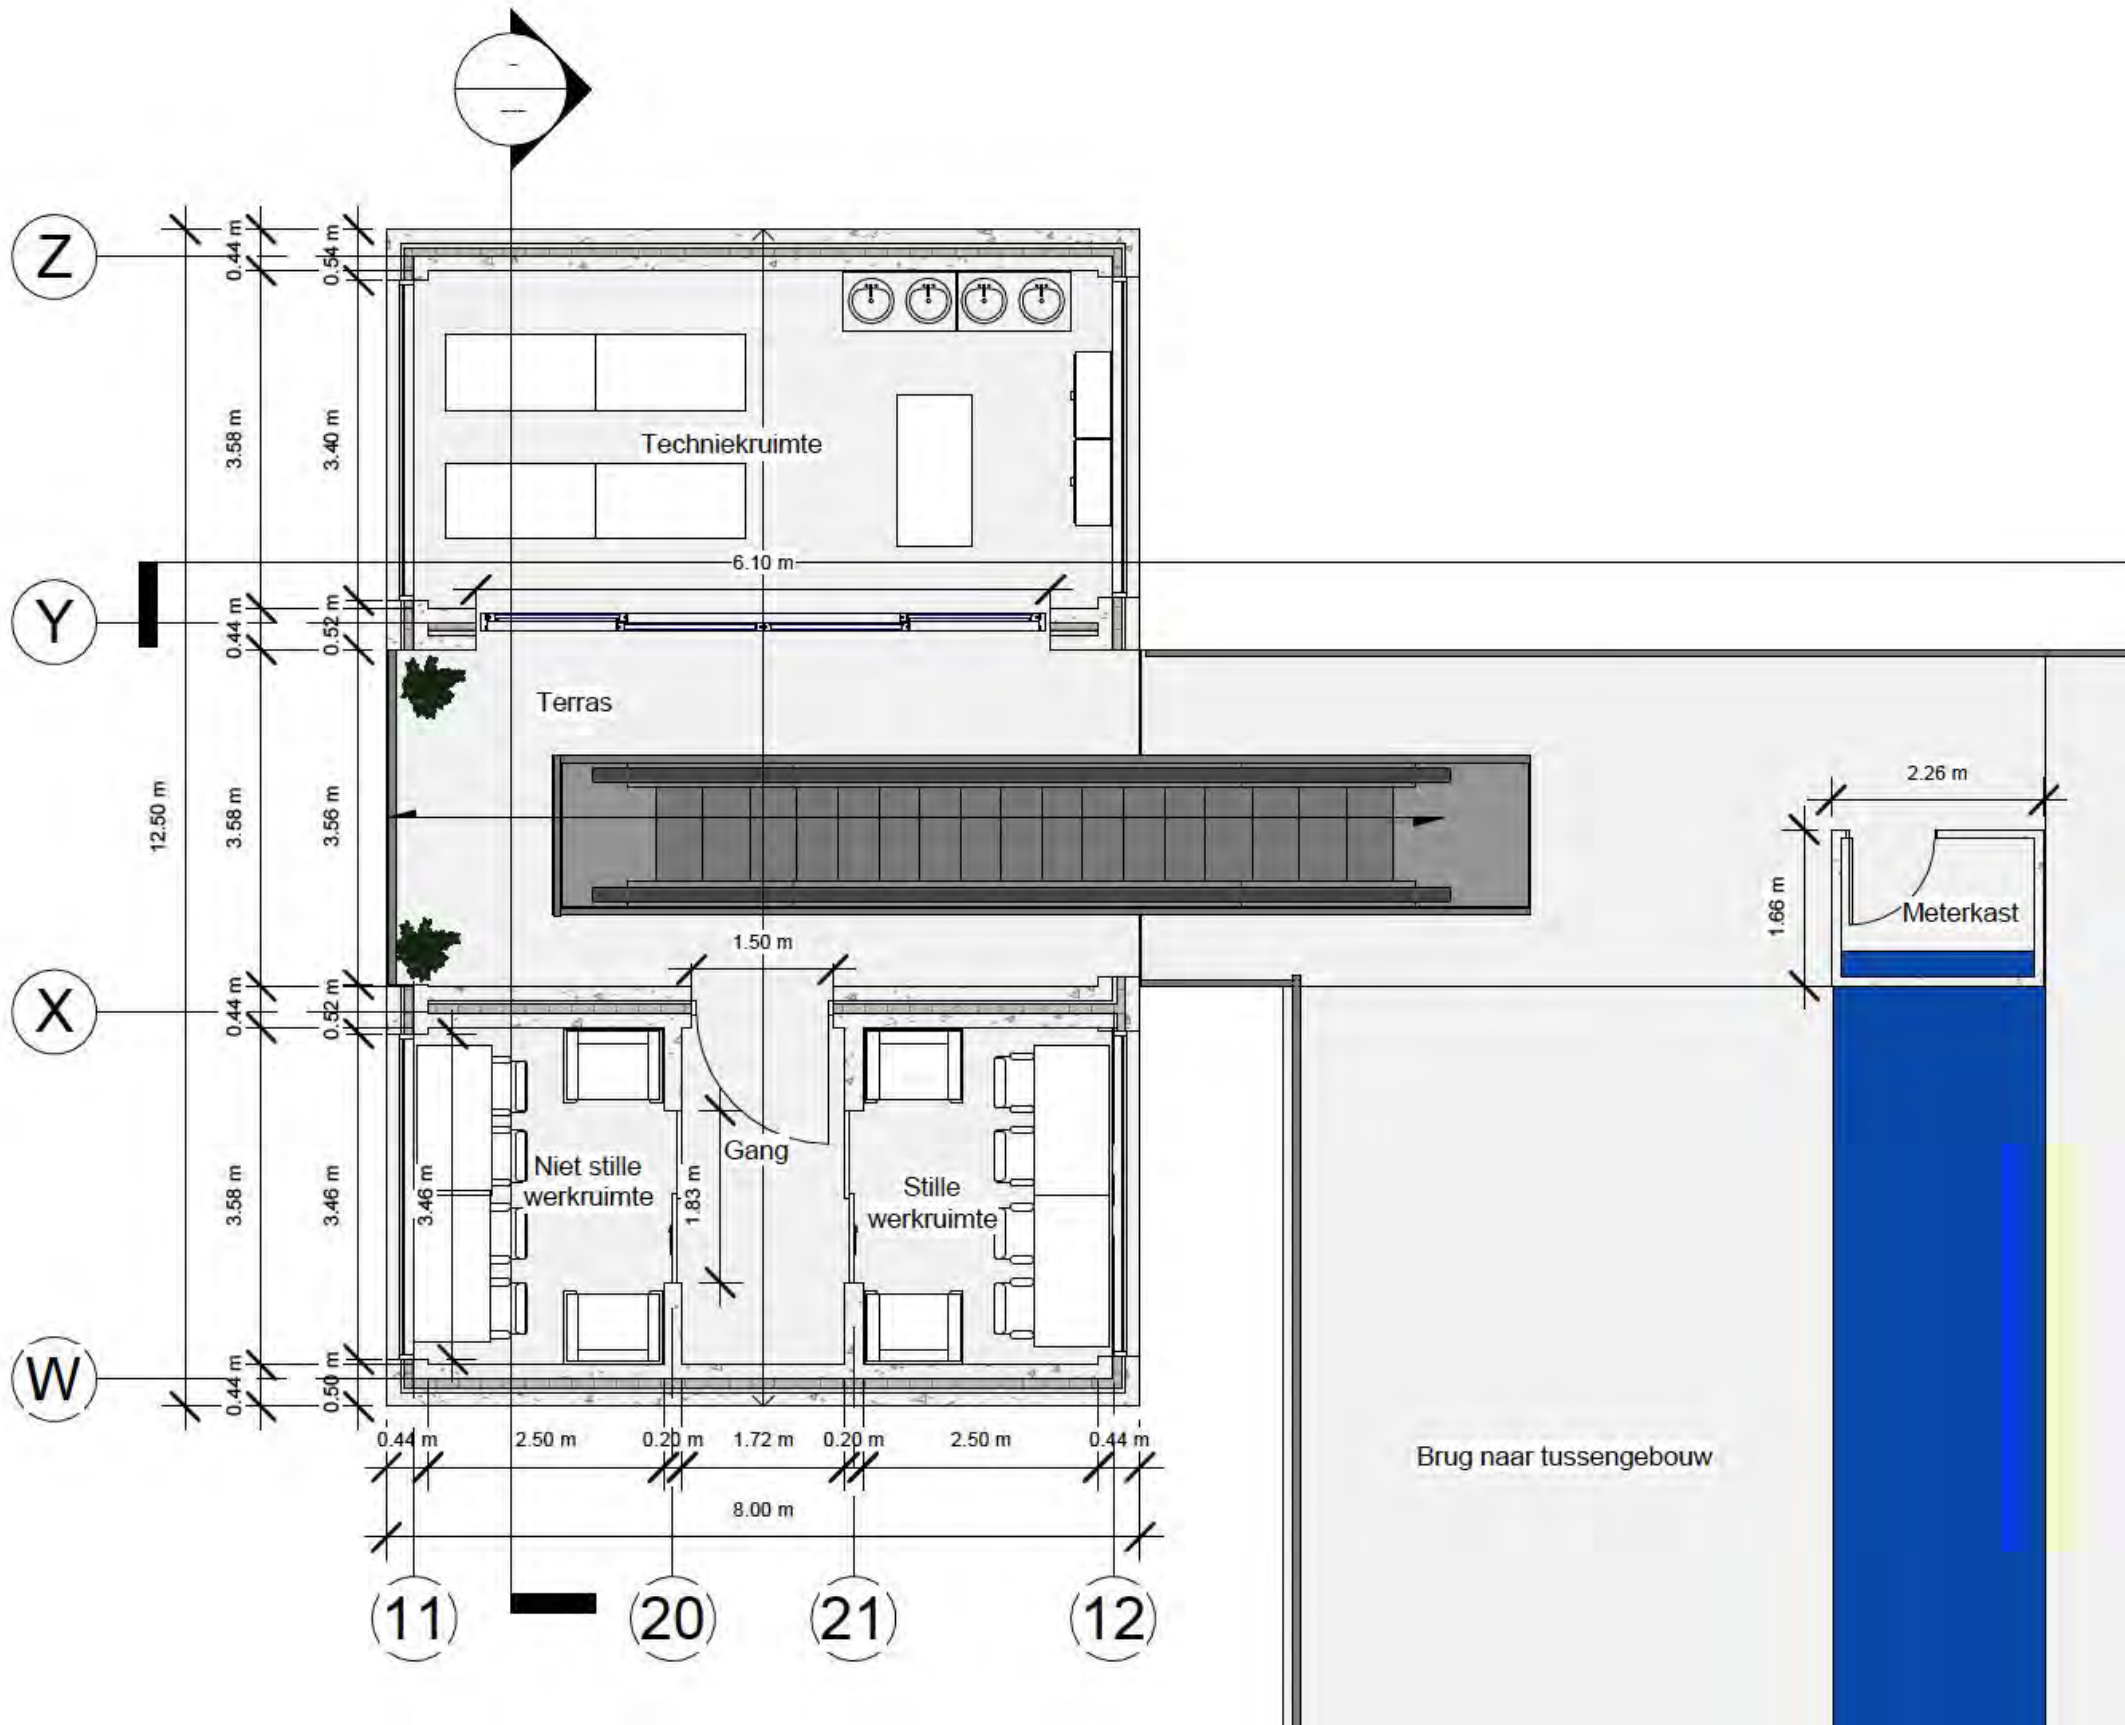 Z
0.44 m
0.54 m
3.58 m
3.40 m
Techniekruimte
6.10 m
Y
0.44 m
0.52 m
Terras
12.50 m
3.58 m
3.56 m
2.26 m
1.66 m
Meterkast
1.50 m
X
0.44 m
0.52 m
3.58 m
3.46 m
3.46 m
Niet stille
werkruimte
1.83 m
Gang
Stille
werkruimte
W
0.44 m
0.50 m
0.44 m
2.50 m
0.20 m
1.72 m
0.20 m
2.50 m
0.44 m
8.00 m
Brug naar tussengebouw
11
20
21
12